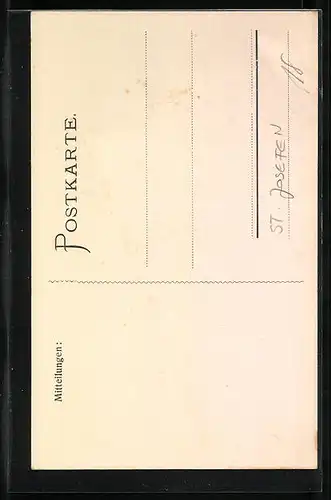 POSTKARTE.
Mitteilungen:
ST. JOSEFEN
18